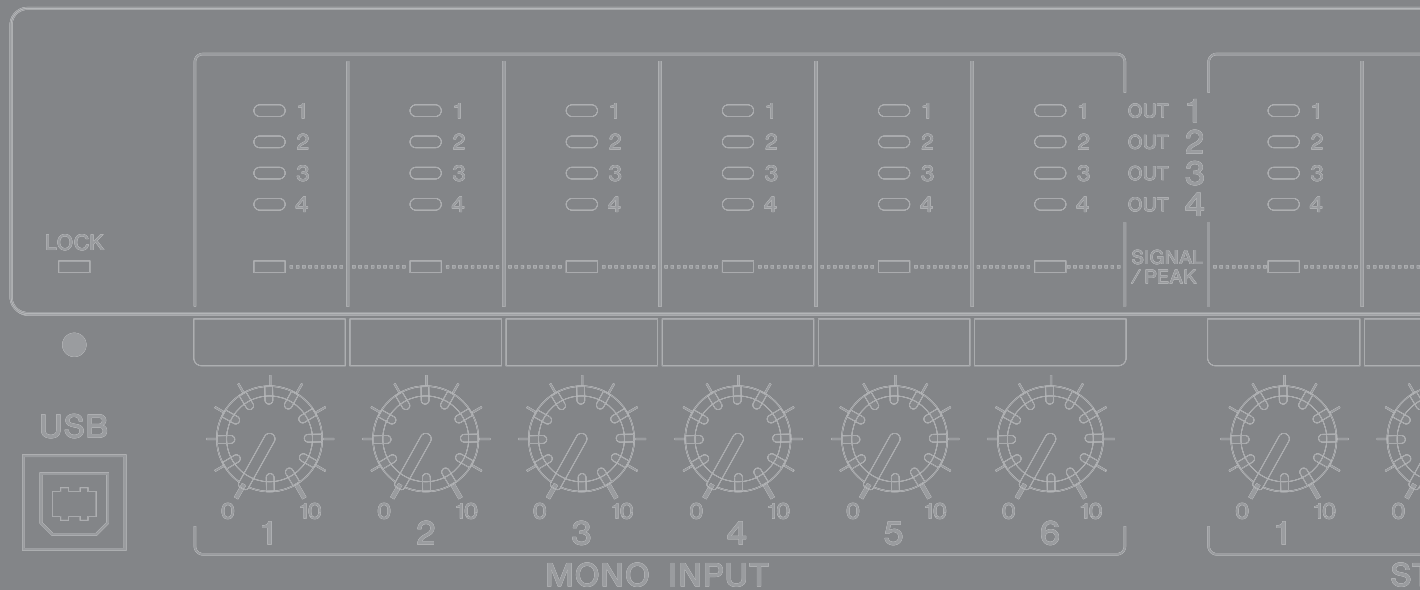 1 1 1 1 1 1 OUT 1 1
2 2 2 2 2 2 OUT 2 2
3 3 3 3 3 3 OUT 3 3
4 4 4 4 4 4 OUT 4 4
LOCK
SIGNAL
/PEAK
USB
0 10 0 10 0 10 0 10 0 10 0 10 0 10 0
1 2 3 4 5 6 1
MONO INPUT ST